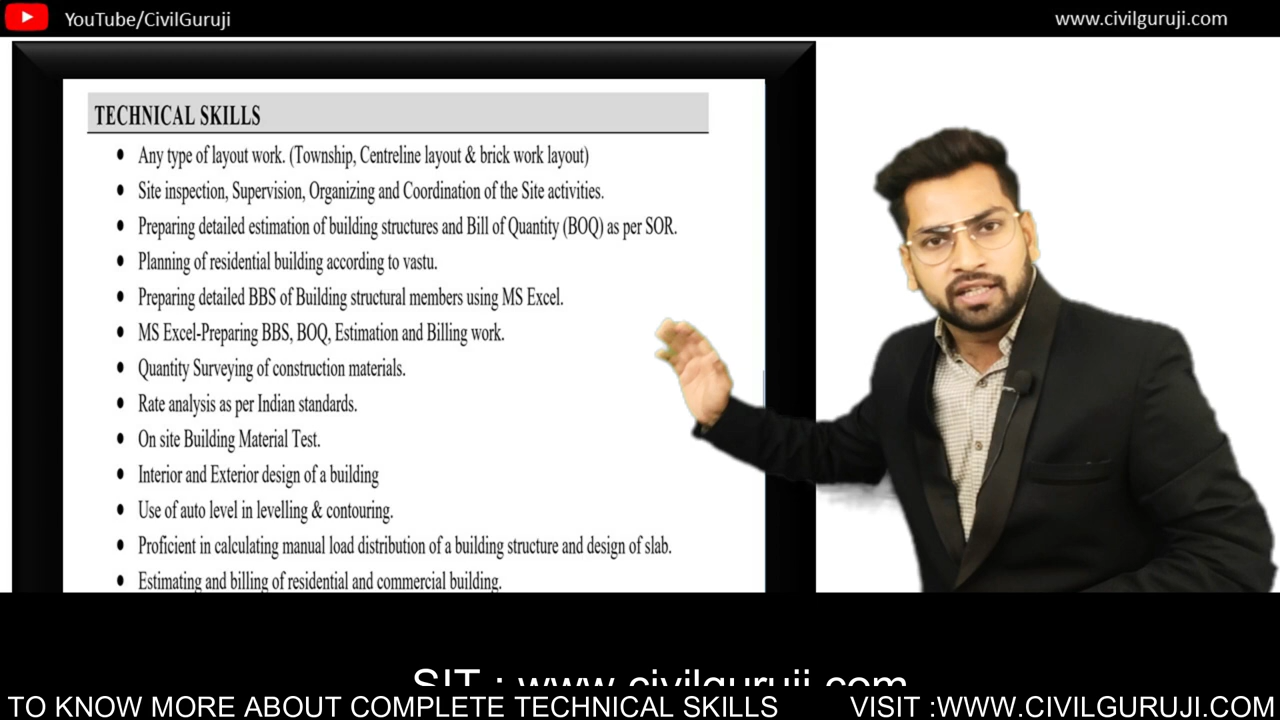 YouTube/CivilGuruji
www.civilguruji.com
TECHNICAL SKILLS
Any type of layout work. (Township, Centreline layout & brick work layout)
Site inspection, Supervision, Organizing and Coordination of the Site activities.
Preparing detailed estimation of building structures and Bill of Quantity (BOQ) as per SOR.
Planning of residential building according to vastu.
Preparing detailed BBS of Building structural members using MS Excel.
MS Excel-Preparing BBS, BOQ, Estimation and Billing work.
Quantity Surveying of construction materials.
Rate analysis as per Indian standards.
On site Building Material Test.
Interior and Exterior design of a building
Use of auto level in levelling & contouring.
Proficient in calculating manual load distribution of a building structure and design of slab.
Estimating and billing of residential and commercial building.
SIT : www.civilguruji.com
TO KNOW MORE ABOUT COMPLETE TECHNICAL SKILLS VISIT :WWW.CIVILGURUJI.COM